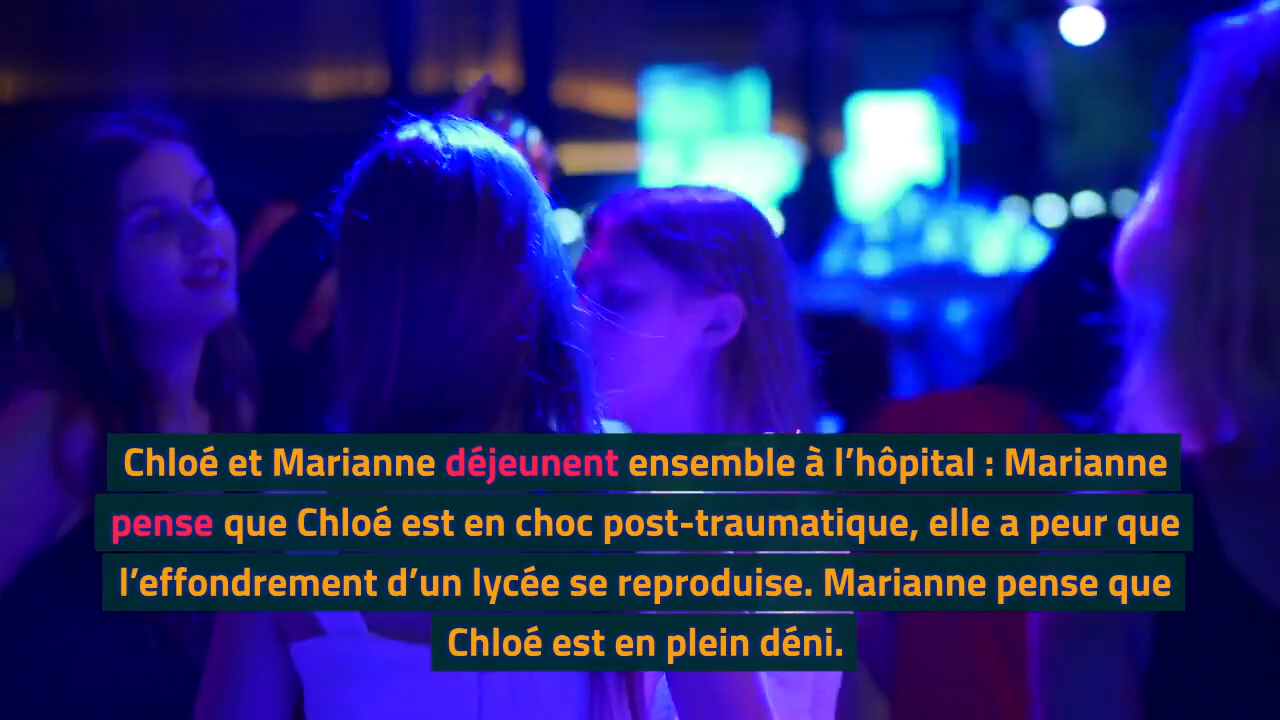 Chloé et Marianne déjeunent ensemble à l’hôpital : Marianne
pense que Chloé est en choc post-traumatique, elle a peur que
l’effondrement d’un lycée se reproduise. Marianne pense que
Chloé est en plein déni.